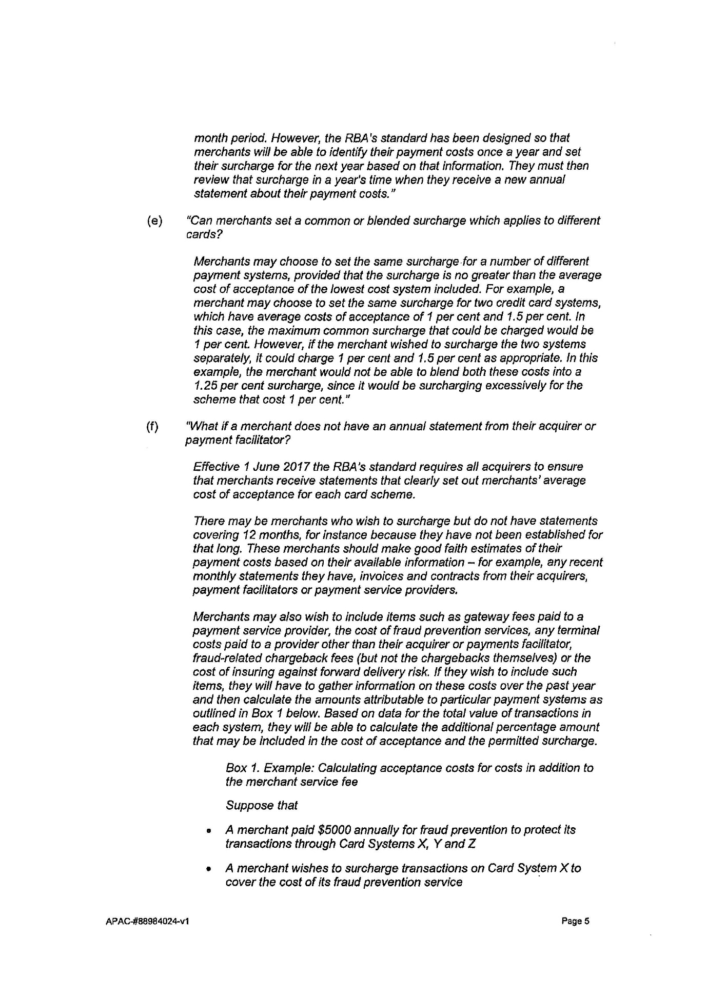 month period. However, the RBA's standard has been designed so that
merchants will be able to identify their payment costs once a year and set
their surcharge for the next year based on that information. They must then
review that surcharge in a year's time when they receive a new annual
statement about their payment costs."
(e) "Can merchants set a common or blended surcharge which applies to different
cards?
Merchants may choose to set the same surcharge for a number of different
payment systems, provided that the surcharge is no greater than the average
cost of acceptance of the lowest cost system included. For example, a
merchant may choose to set the same surcharge for two credit card systems,
which have average costs of acceptance of 1 per cent and 1.5 per cent. In
this case, the maximum common surcharge that could be charged would be
1 per cent. However, if the merchant wished to surcharge the two systems
separately, it could charge 1 per cent and 1.5 per cent as appropriate. In this
example, the merchant would not be able to blend both these costs into a
1.25 per cent surcharge, since it would be surcharging excessively for the
scheme that cost 1 per cent."
(f) "What if a merchant does not have an annual statement from their acquirer or
payment facilitator?
Effective 1 June 2017 the RBA's standard requires all acquirers to ensure
that merchants receive statements that clearly set out merchants' average
cost of acceptance for each card scheme.
There may be merchants who wish to surcharge but do not have statements
covering 12 months, for instance because they have not been established for
that long. These merchants should make good faith estimates of their
payment costs based on their available information – for example, any recent
monthly statements they have, invoices and contracts from their acquirers,
payment facilitators or payment service providers.
Merchants may also wish to include items such as gateway fees paid to a
payment service provider, the cost of fraud prevention services, any terminal
costs paid to a provider other than their acquirer or payments facilitator,
fraud-related chargeback fees (but not the chargebacks themselves) or the
cost of insuring against forward delivery risk. If they wish to include such
items, they will have to gather information on these costs over the past year
and then calculate the amounts attributable to particular payment systems as
outlined in Box 1 below. Based on data for the total value of transactions in
each system, they will be able to calculate the additional percentage amount
that may be included in the cost of acceptance and the permitted surcharge.
Box 1. Example: Calculating acceptance costs for costs in addition to
the merchant service fee
Suppose that
• A merchant paid $5000 annually for fraud prevention to protect its
transactions through Card Systems X, Y and Z
• A merchant wishes to surcharge transactions on Card System X to
cover the cost of its fraud prevention service
APAC-#88984024-v1 Page 5